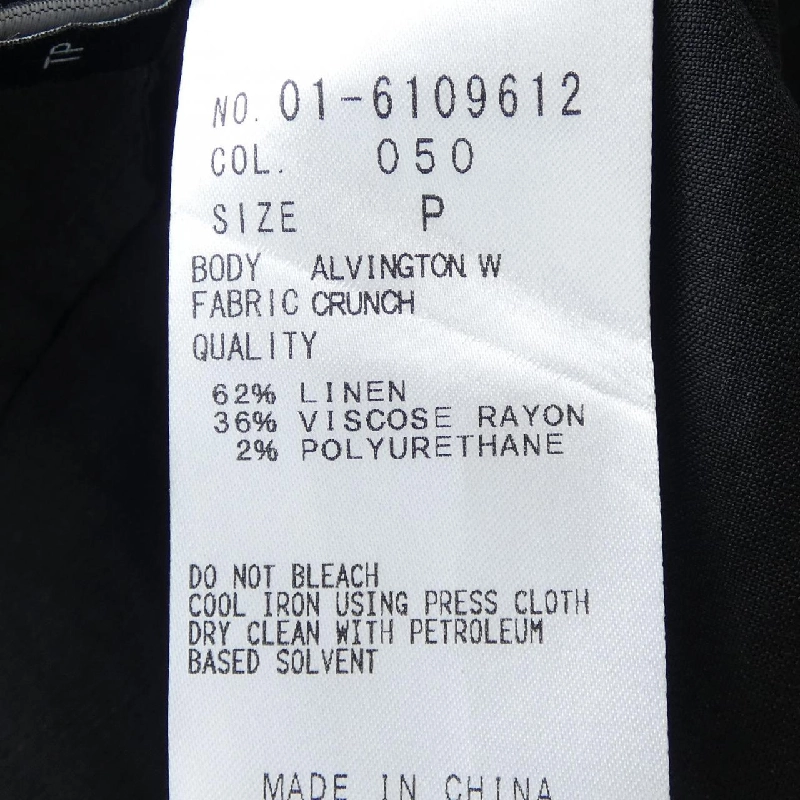 TP
NO. 01-6109612
COL. 050
SIZE P
BODY ALVINGTON W
FABRIC CRUNCH
QUALITY
62% LINEN
36% VISCOSE RAYON
2% POLYURETHANE
DO NOT BLEACH
COOL IRON USING PRESS CLOTH
DRY CLEAN WITH PETROLEUM
BASED SOLVENT
MADE IN CHINA